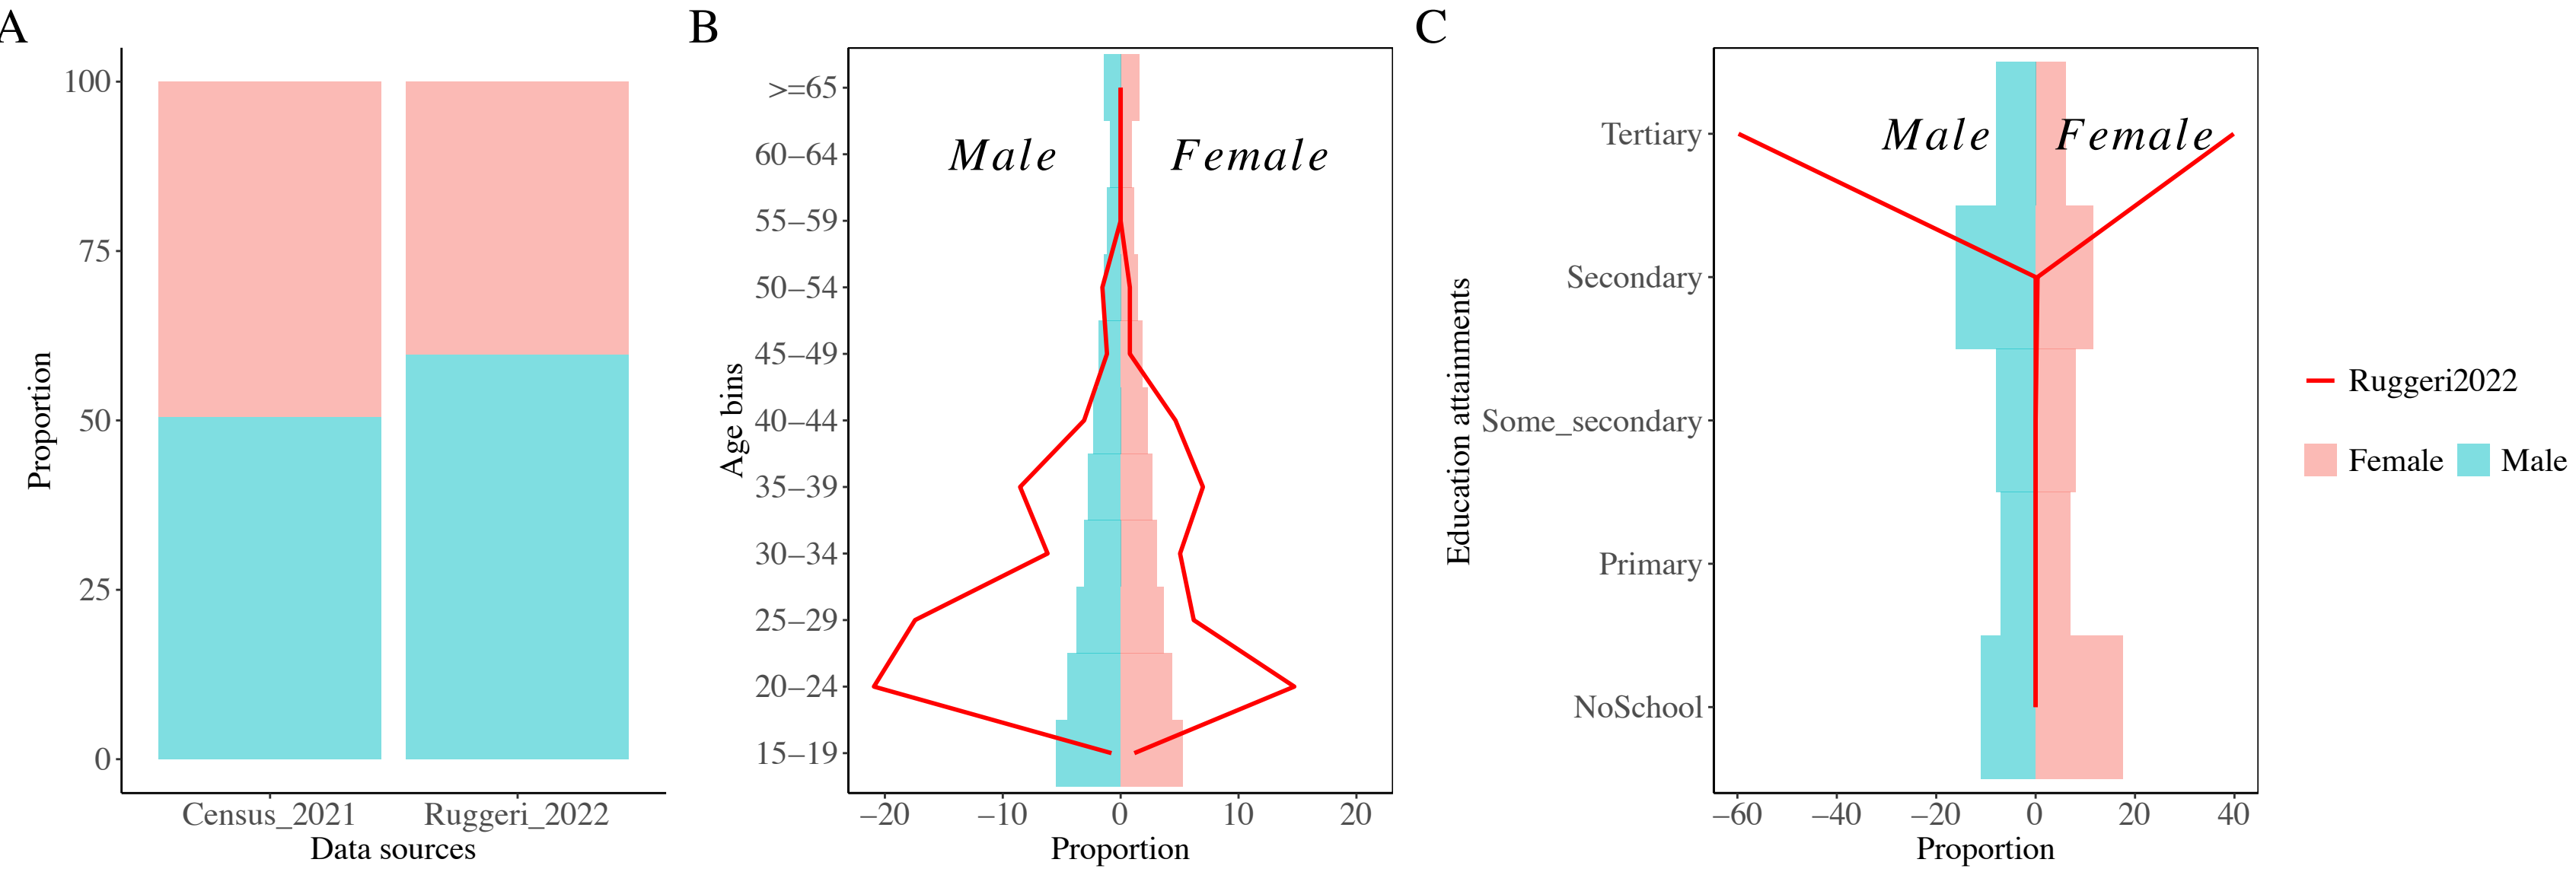 A
Proportion
100
75
50
25
0
Census_2021
Ruggeri_2022
Data sources
B
Age bins
>=65
60–64
55–59
50–54
45–49
40–44
35–39
30–34
25–29
20–24
15–19
Male
Female
−20
−10
0
10
20
Proportion
C
Education attainments
Tertiary
Secondary
Some_secondary
Primary
NoSchool
Male
Female
−60
−40
−20
0
20
40
Proportion
Ruggeri2022
Female
Male